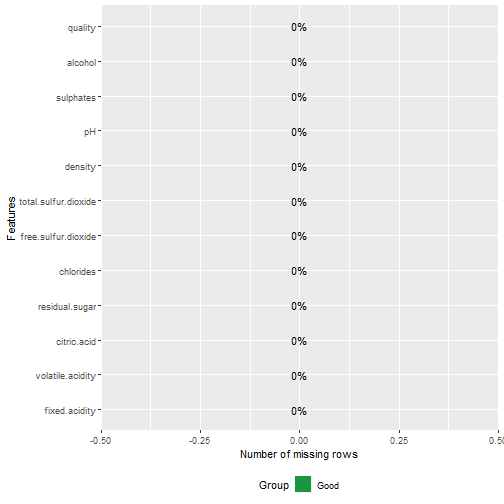 quality 0%
alcohol 0%
sulphates 0%
pH 0%
density 0%
total.sulfur.dioxide 0%
free.sulfur.dioxide 0%
chlorides 0%
residual.sugar 0%
citric.acid 0%
volatile.acidity 0%
fixed.acidity 0%
Features
-0.50 -0.25 0.00 0.25 0.50
Number of missing rows
Group Good